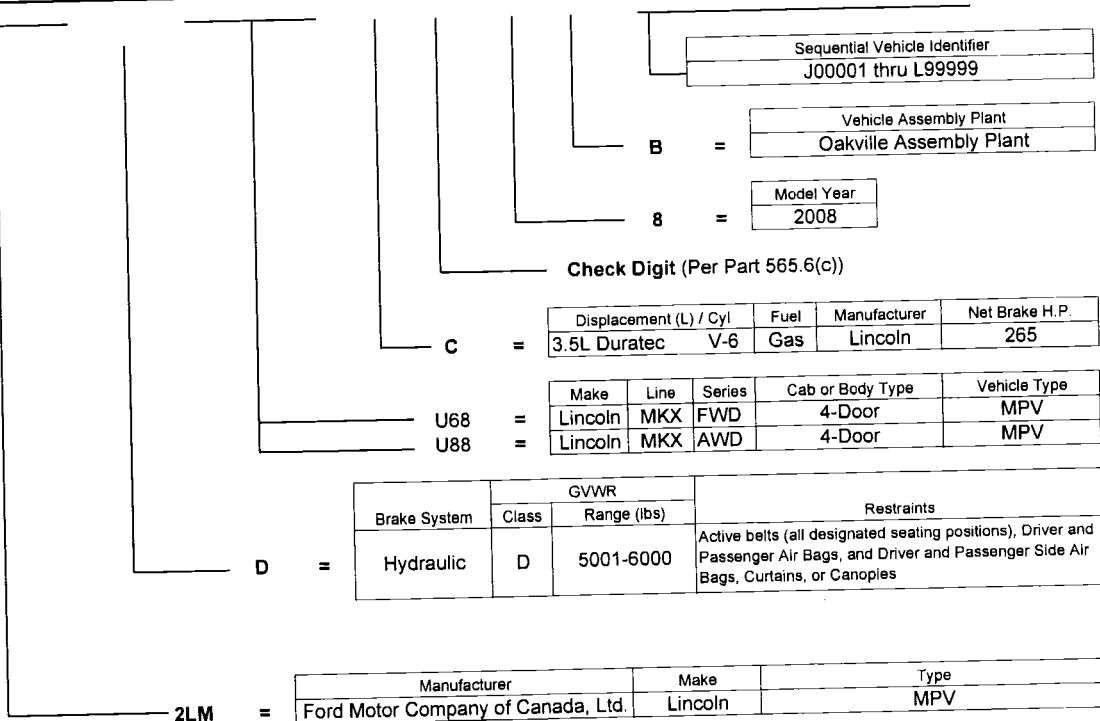 Sequential Vehicle Identifier
J00001 thru L99999
Vehicle Assembly Plant
B = Oakville Assembly Plant
Model Year
8 = 2008
Check Digit (Per Part 565.6(c))
Displacement (L) / Cyl Fuel Manufacturer Net Brake H.P.
C = 3.5L Duratec V-6 Gas Lincoln 265
Make Line Series Cab or Body Type Vehicle Type
U68 = Lincoln MKX FWD 4-Door MPV
U88 = Lincoln MKX AWD 4-Door MPV
GVWR
Brake System Class Range (lbs) Restraints
Active belts (all designated seating positions), Driver and
D = Hydraulic D 5001-6000 Passenger Air Bags, and Driver and Passenger Side Air
Bags, Curtains, or Canopies
Manufacturer Make Type
2LM = Ford Motor Company of Canada, Ltd. Lincoln MPV